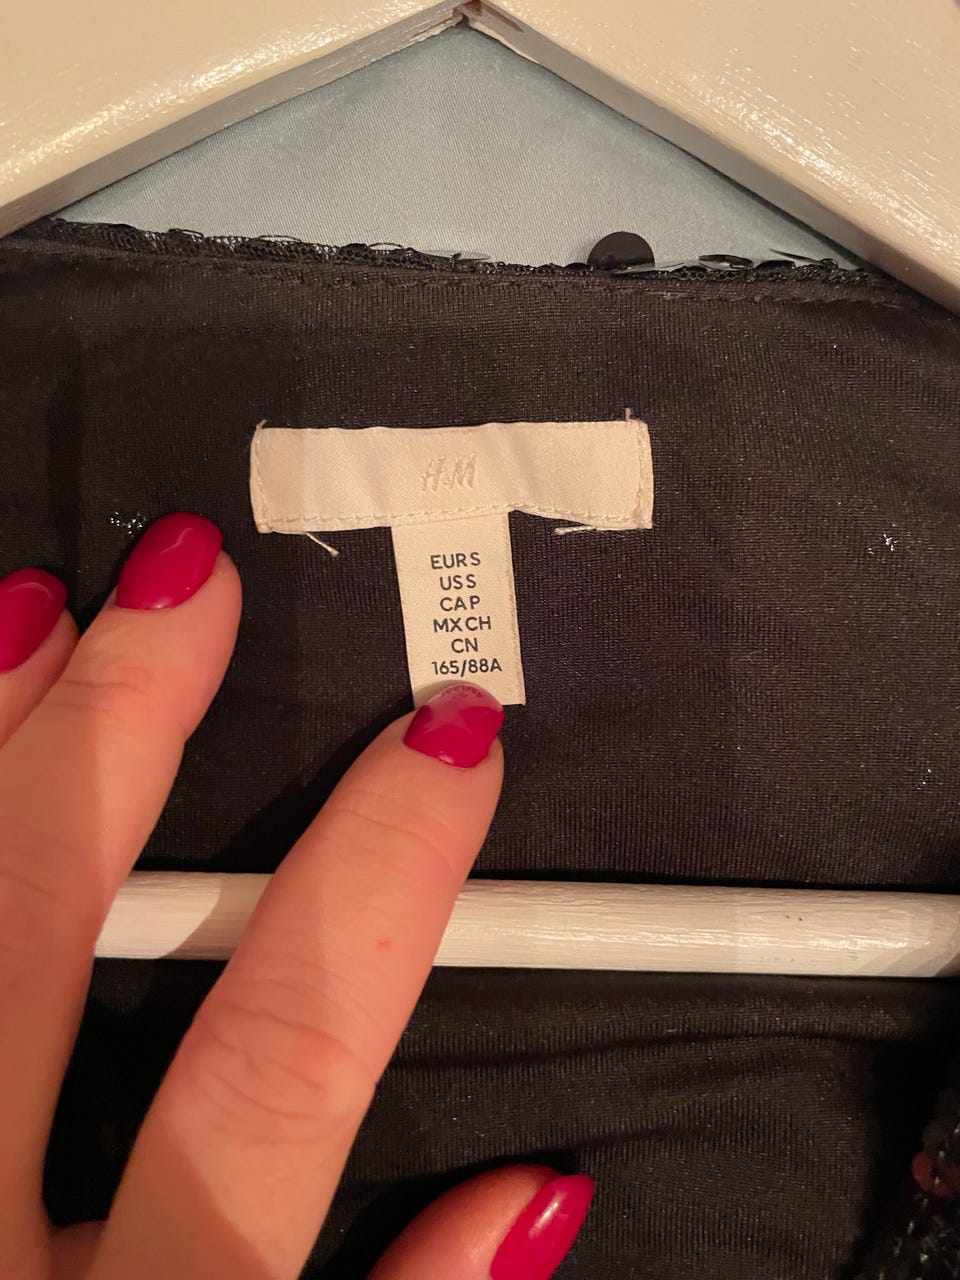 H&M
EUR S
US S
CA P
MX CH
CN
165/88A